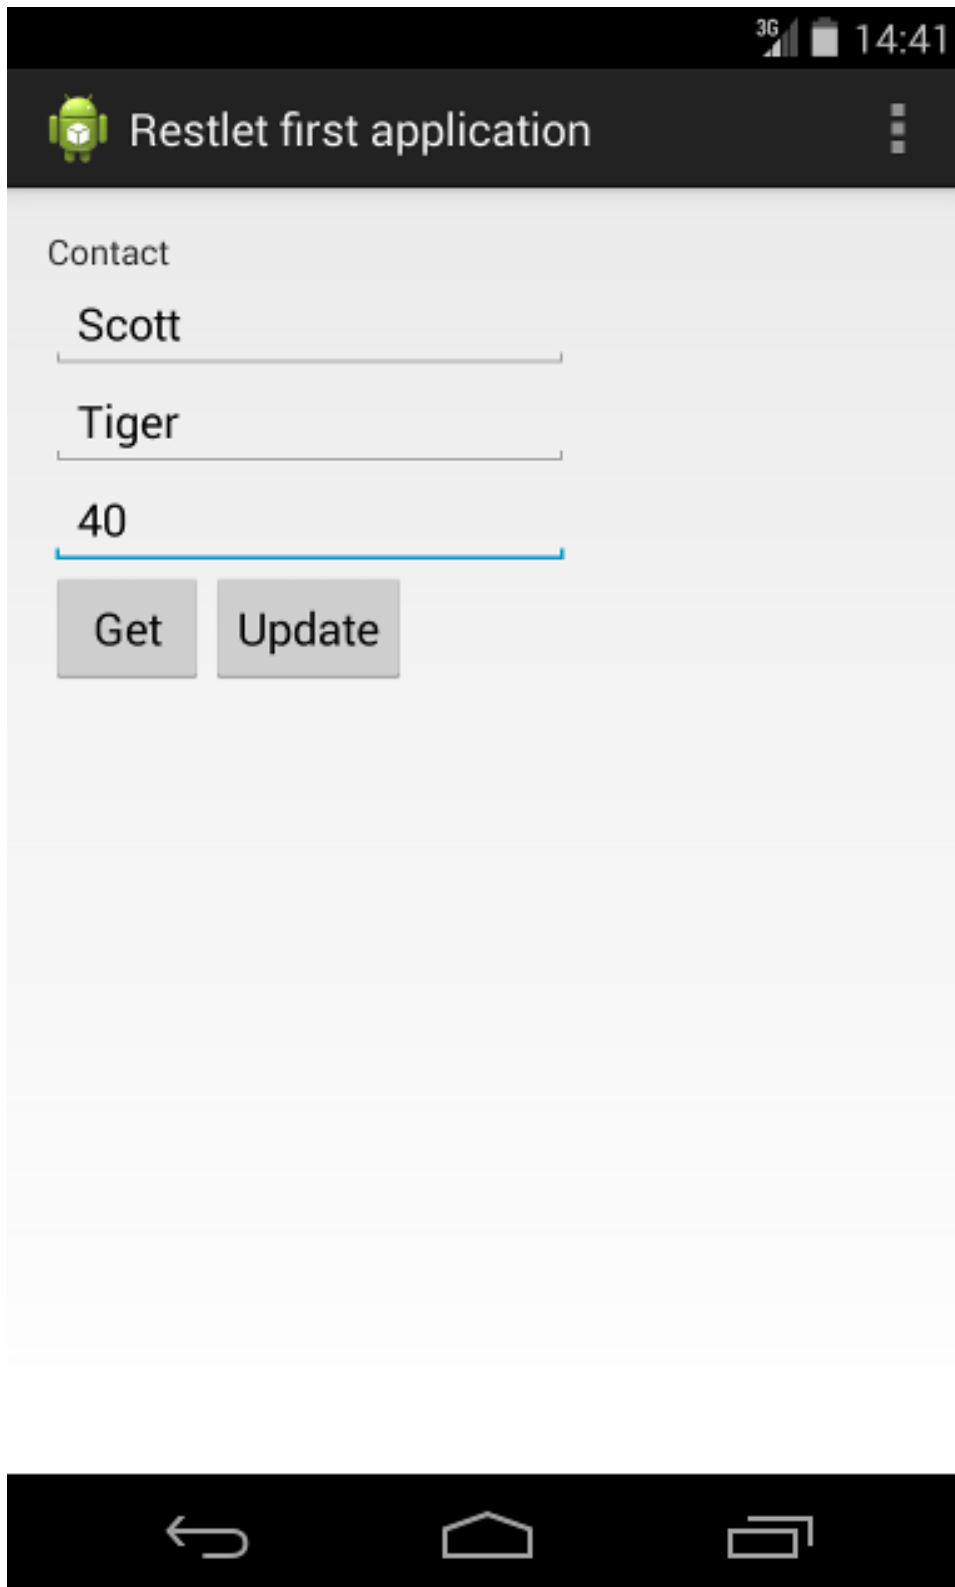 3G 14:41
Restlet first application
Contact
Scott
Tiger
40
Get Update